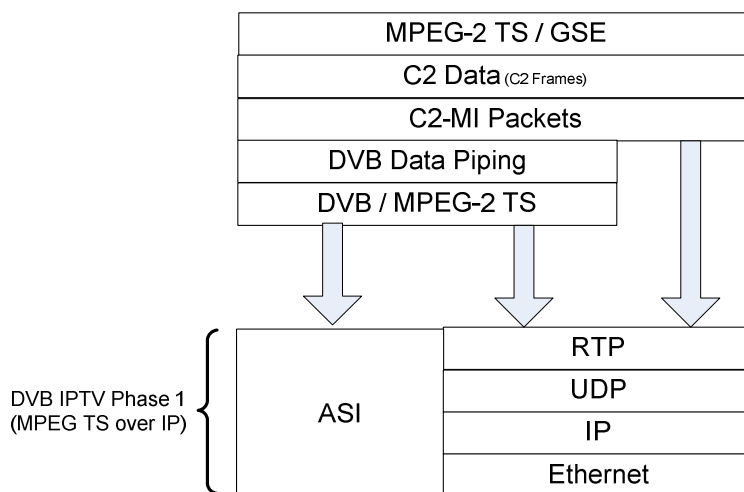 MPEG-2 TS / GSE
C2 Data (C2 Frames)
C2-MI Packets
DVB Data Piping
DVB / MPEG-2 TS
DVB IPTV Phase 1
(MPEG TS over IP)
ASI
RTP
UDP
IP
Ethernet